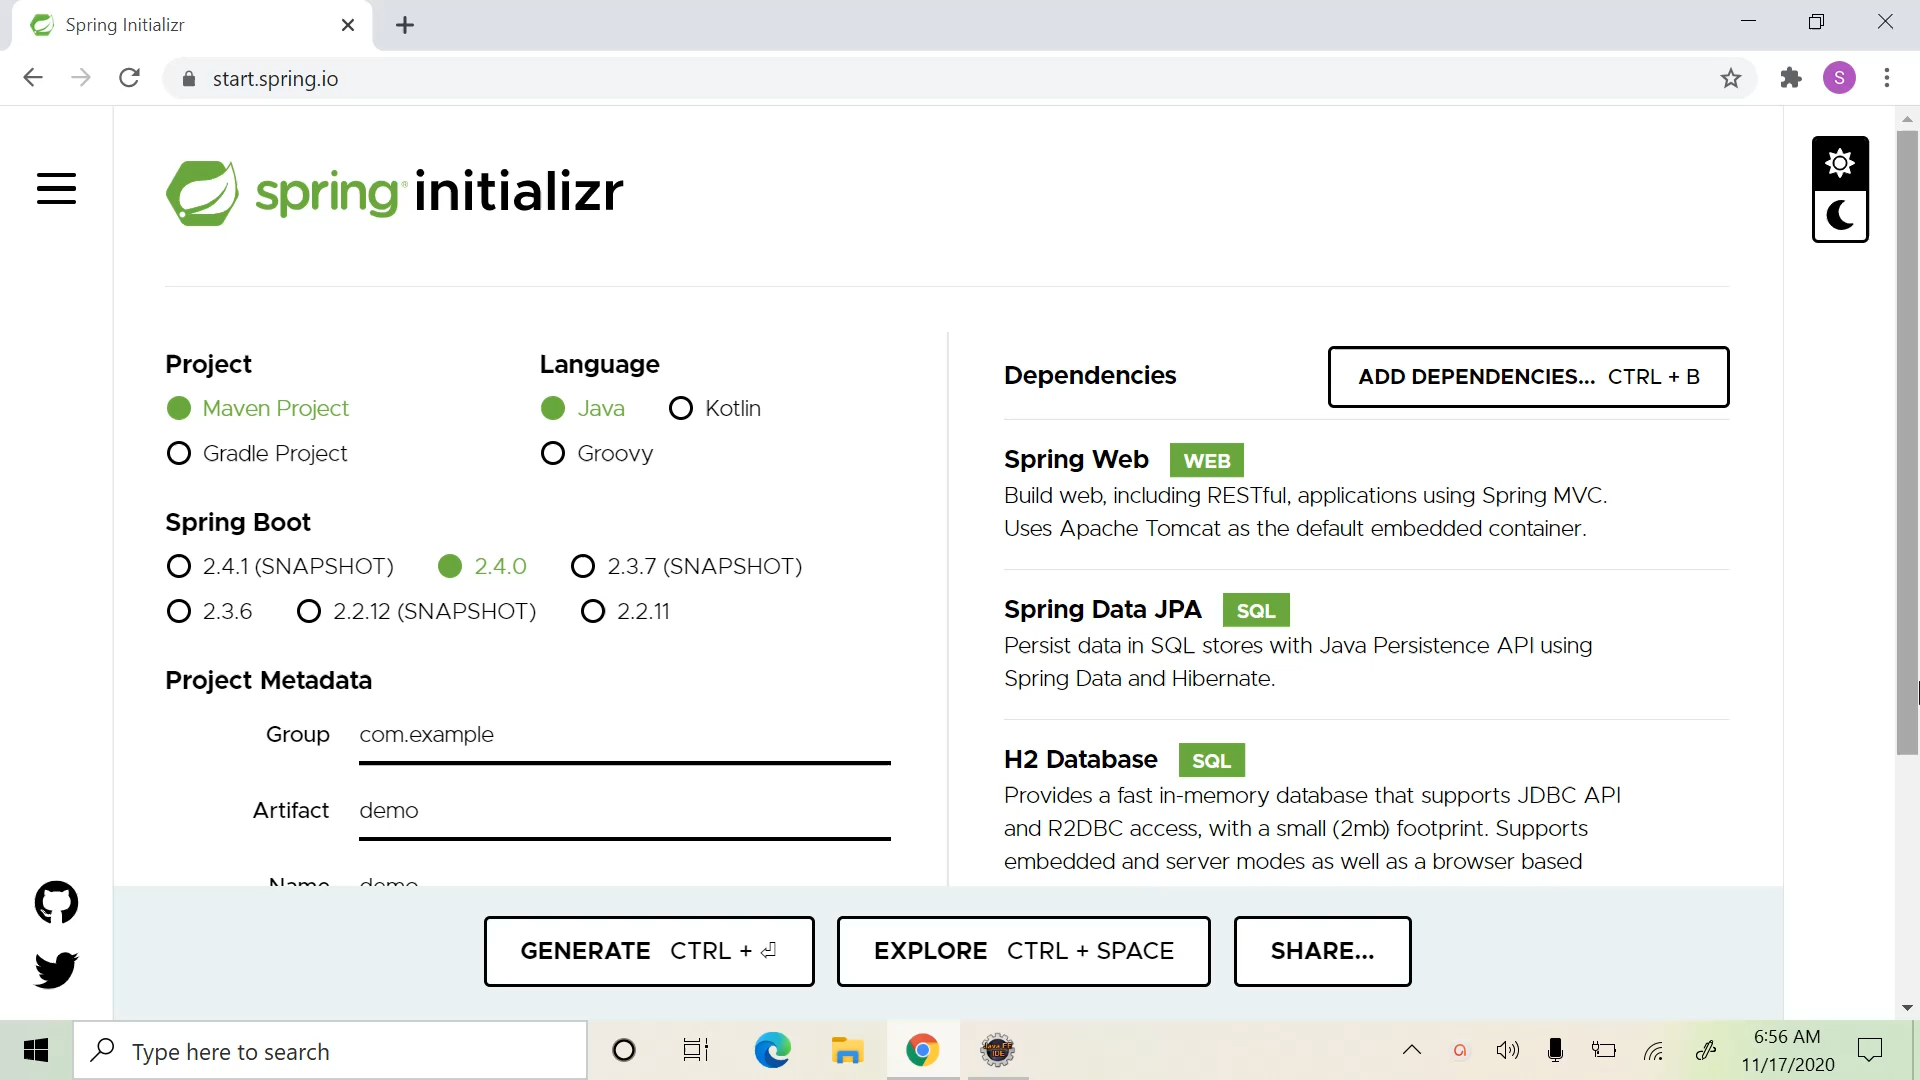 Spring Initializr
start.spring.io
S
spring initializr
Project
Maven Project
Gradle Project
Language
Java Kotlin
Groovy
Spring Boot
2.4.1 (SNAPSHOT) 2.4.0 2.3.7 (SNAPSHOT)
2.3.6 2.2.12 (SNAPSHOT) 2.2.11
Project Metadata
Group com.example
Artifact demo
Name demo
Dependencies ADD DEPENDENCIES... CTRL + B
Spring Web WEB
Build web, including RESTful, applications using Spring MVC.
Uses Apache Tomcat as the default embedded container.
Spring Data JPA SQL
Persist data in SQL stores with Java Persistence API using
Spring Data and Hibernate.
H2 Database SQL
Provides a fast in-memory database that supports JDBC API
and R2DBC access, with a small (2mb) footprint. Supports
embedded and server modes as well as a browser based
GENERATE CTRL + ⏎ EXPLORE CTRL + SPACE SHARE...
Type here to search
6:56 AM
11/17/2020